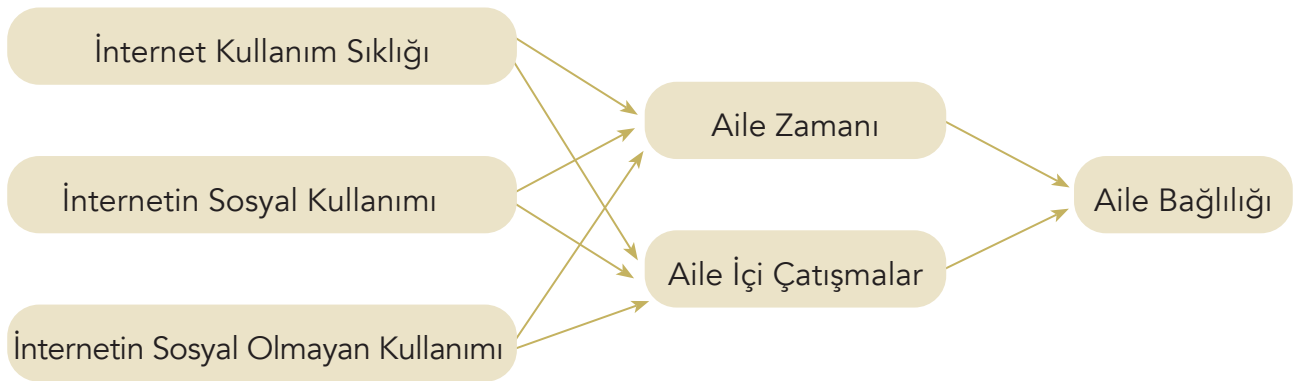 İnternet Kullanım Sıklığı
Aile Zamanı
İnternetin Sosyal Kullanımı
Aile Bağlılığı
Aile İçi Çatışmalar
İnternetin Sosyal Olmayan Kullanımı